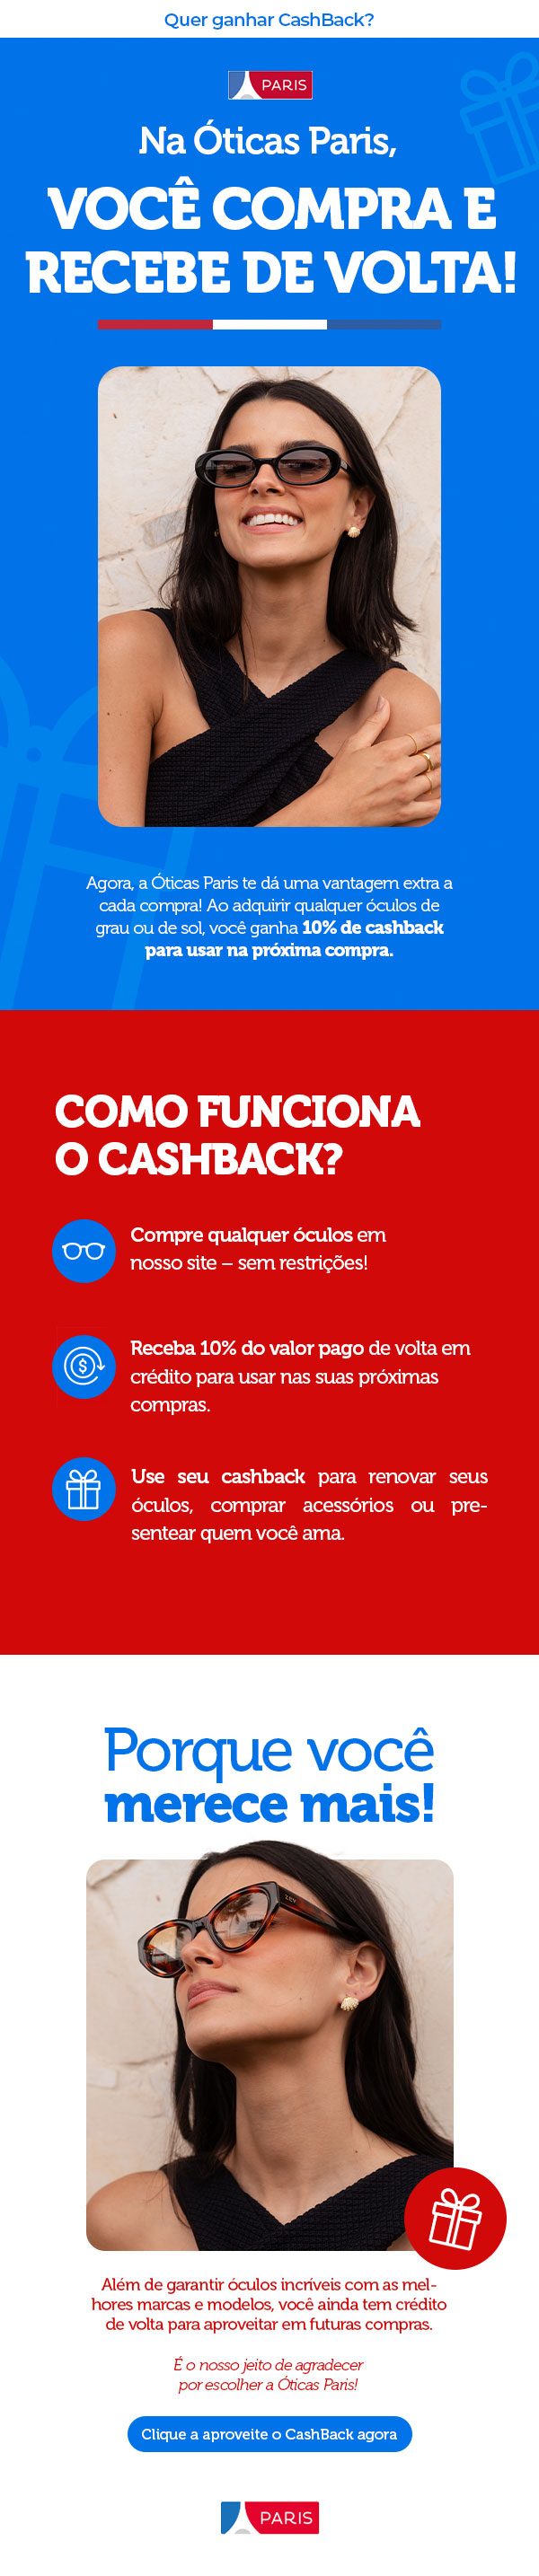 Quer ganhar CashBack?
PARIS
Na Óticas Paris,
VOCÊ COMPRA E
RECEBE DE VOLTA!
Agora, a Óticas Paris te dá uma vantagem extra a
cada compra! Ao adquirir qualquer óculos de
grau ou de sol, você ganha 10% de cashback
para usar na próxima compra.
COMO FUNCIONA
O CASHBACK?
Compre qualquer óculos em
nosso site – sem restrições!
$
Receba 10% do valor pago de volta em
crédito para usar nas suas próximas
compras.
Use seu cashback para renovar seus
óculos, comprar acessórios ou pre-
sentear quem você ama.
Porque você
merece mais!
Além de garantir óculos incríveis com as mel-
hores marcas e modelos, você ainda tem crédito
de volta para aproveitar em futuras compras.
É o nosso jeito de agradecer
por escolher a Óticas Paris!
Clique a aproveite o CashBack agora
PARIS